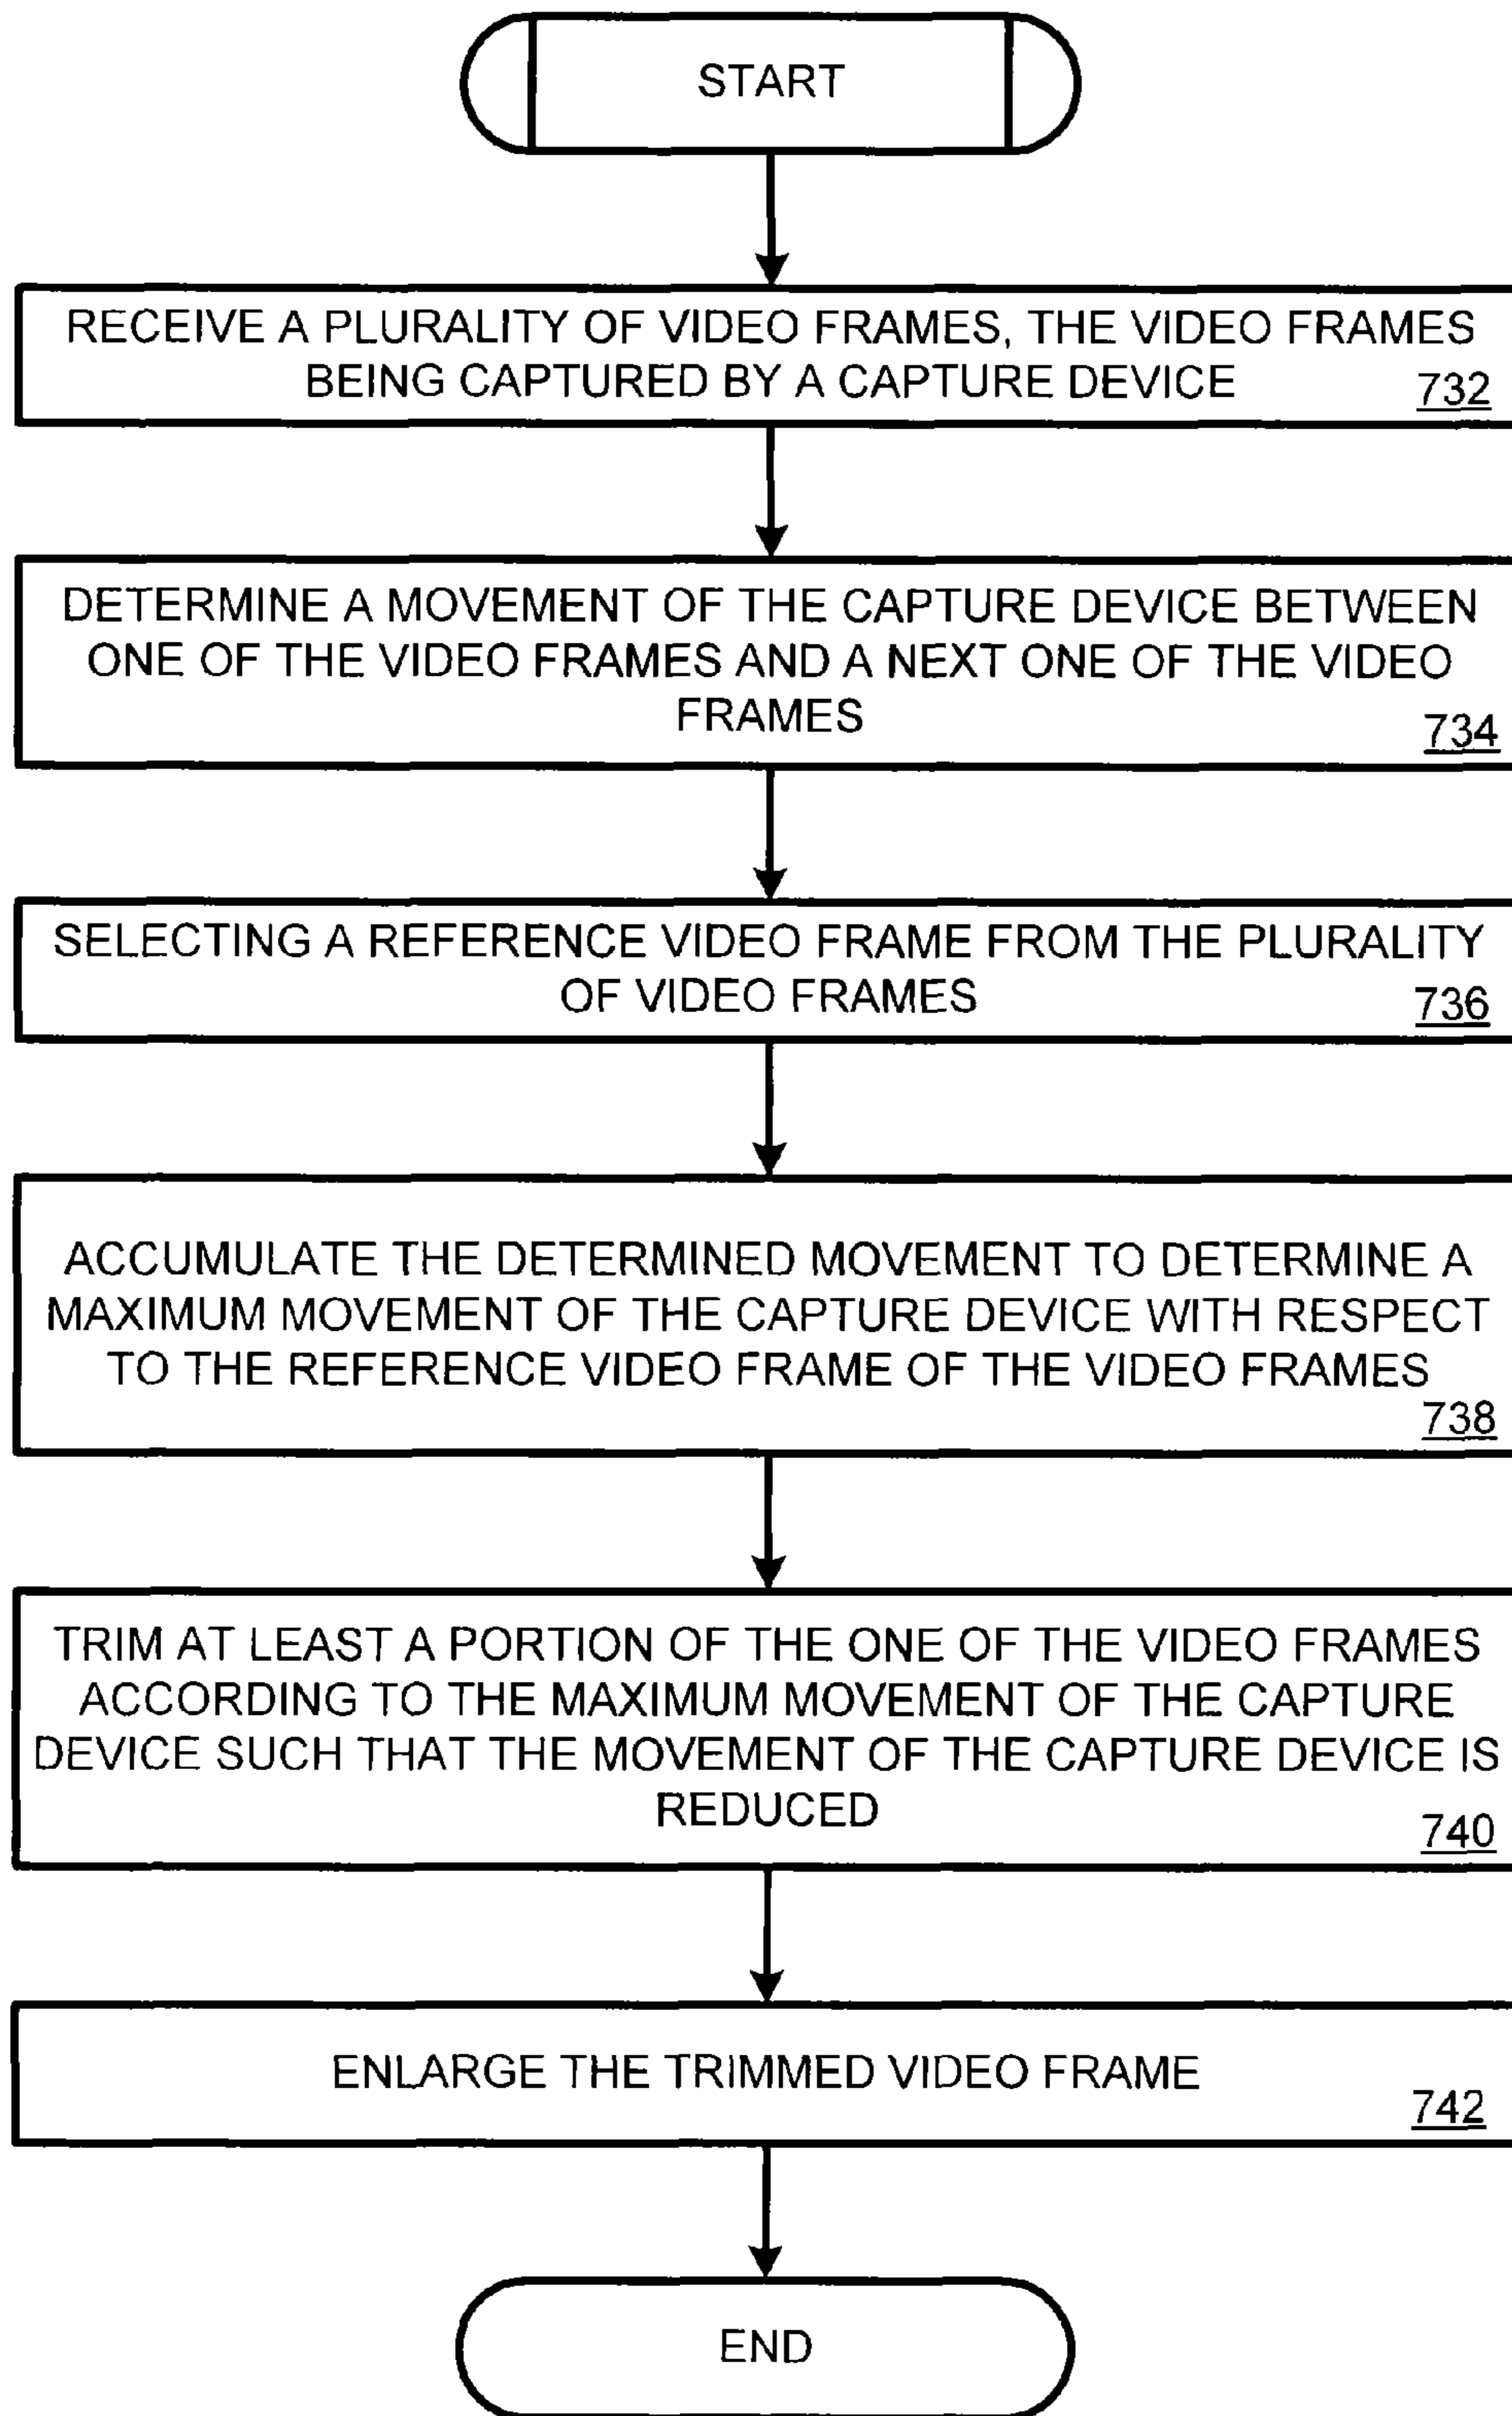 START
RECEIVE A PLURALITY OF VIDEO FRAMES, THE VIDEO FRAMES
BEING CAPTURED BY A CAPTURE DEVICE
732
DETERMINE A MOVEMENT OF THE CAPTURE DEVICE BETWEEN
ONE OF THE VIDEO FRAMES AND A NEXT ONE OF THE VIDEO
FRAMES
734
SELECTING A REFERENCE VIDEO FRAME FROM THE PLURALITY
OF VIDEO FRAMES
736
ACCUMULATE THE DETERMINED MOVEMENT TO DETERMINE A
MAXIMUM MOVEMENT OF THE CAPTURE DEVICE WITH RESPECT
TO THE REFERENCE VIDEO FRAME OF THE VIDEO FRAMES
738
TRIM AT LEAST A PORTION OF THE ONE OF THE VIDEO FRAMES
ACCORDING TO THE MAXIMUM MOVEMENT OF THE CAPTURE
DEVICE SUCH THAT THE MOVEMENT OF THE CAPTURE DEVICE IS
REDUCED
740
ENLARGE THE TRIMMED VIDEO FRAME
742
END